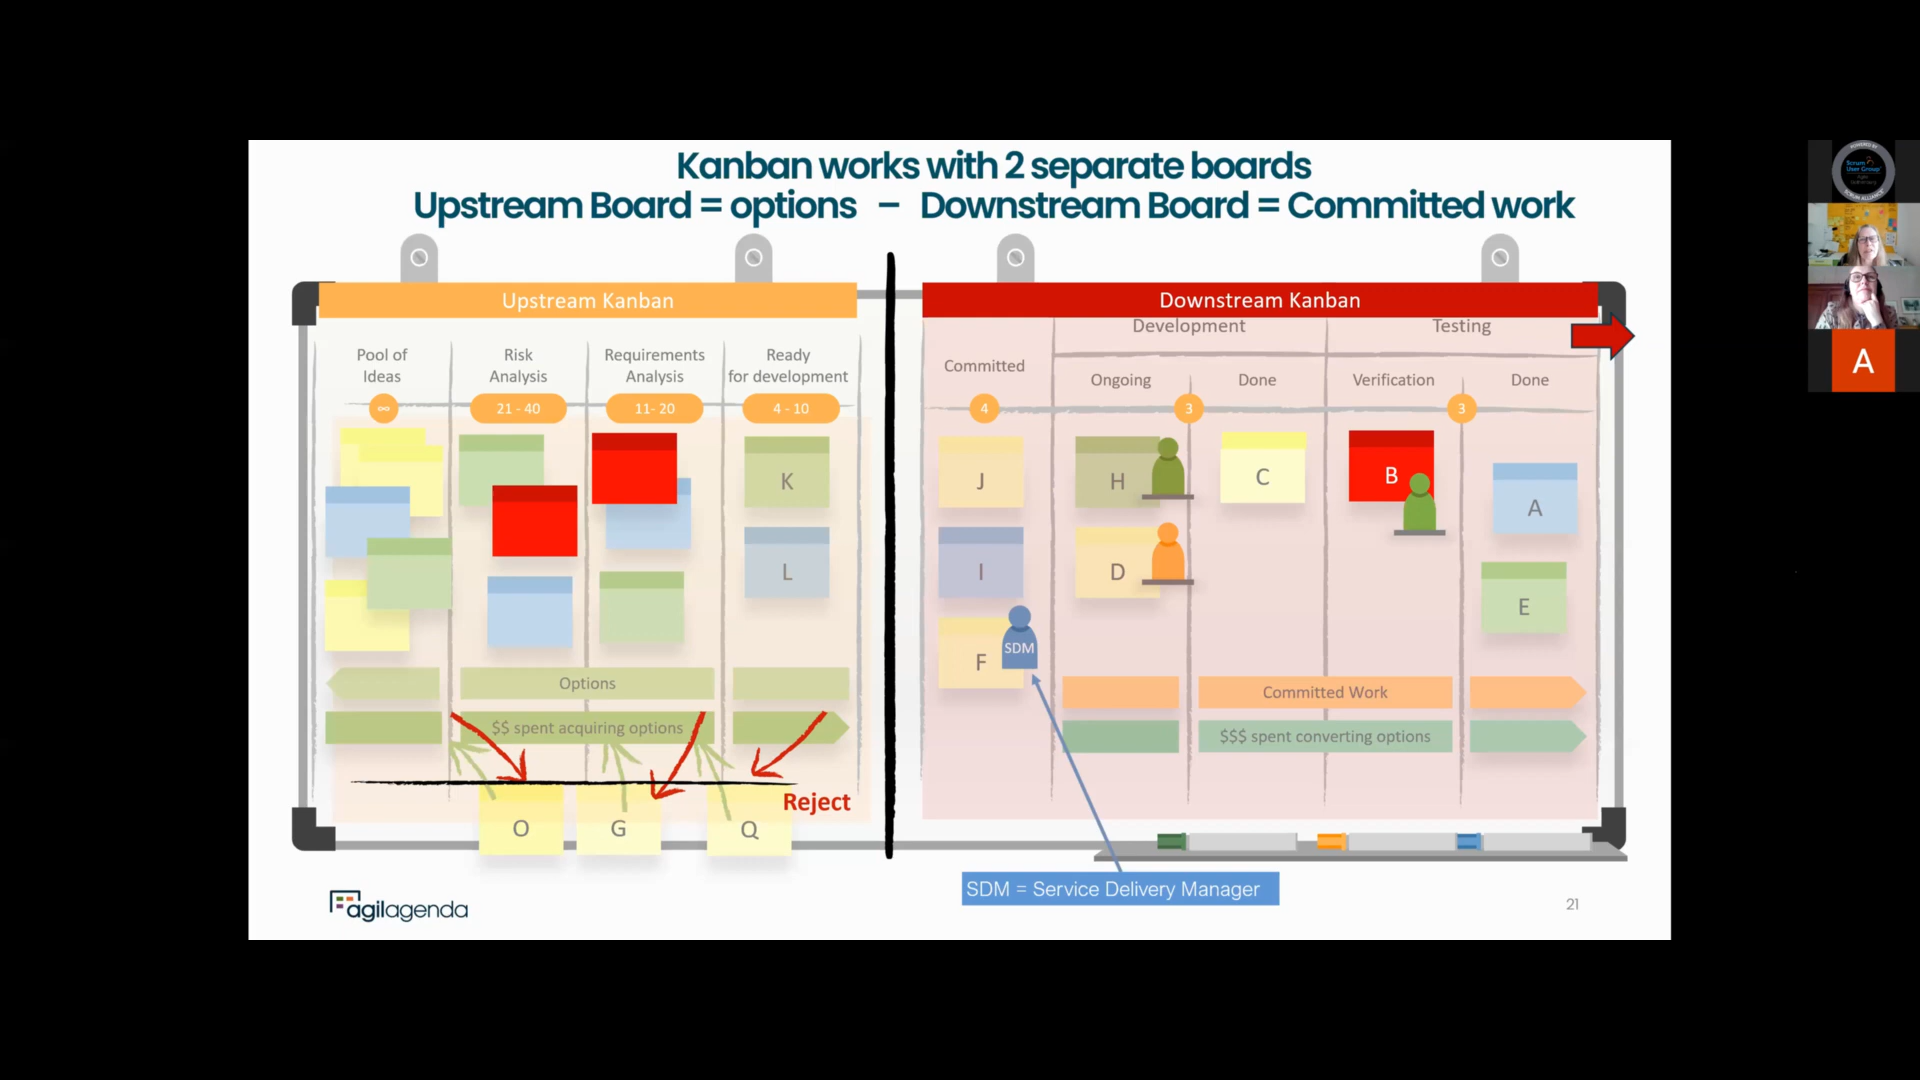 Kanban works with 2 separate boards
Upstream Board = options – Downstream Board = Committed work
Upstream Kanban
Pool of
Ideas
Risk
Analysis
Requirements
Analysis
Ready
for development
∞
21 - 40
11- 20
4 - 10
K
L
Options
$$ spent acquiring options
Reject
O
G
Q
Downstream Kanban
Development
Testing
Committed
Ongoing
Done
Verification
Done
4
3
3
J
H
C
B
A
I
D
E
F
SDM
Committed Work
$$$ spent converting options
SDM = Service Delivery Manager
agilagenda
21
Scrum
User Group
A